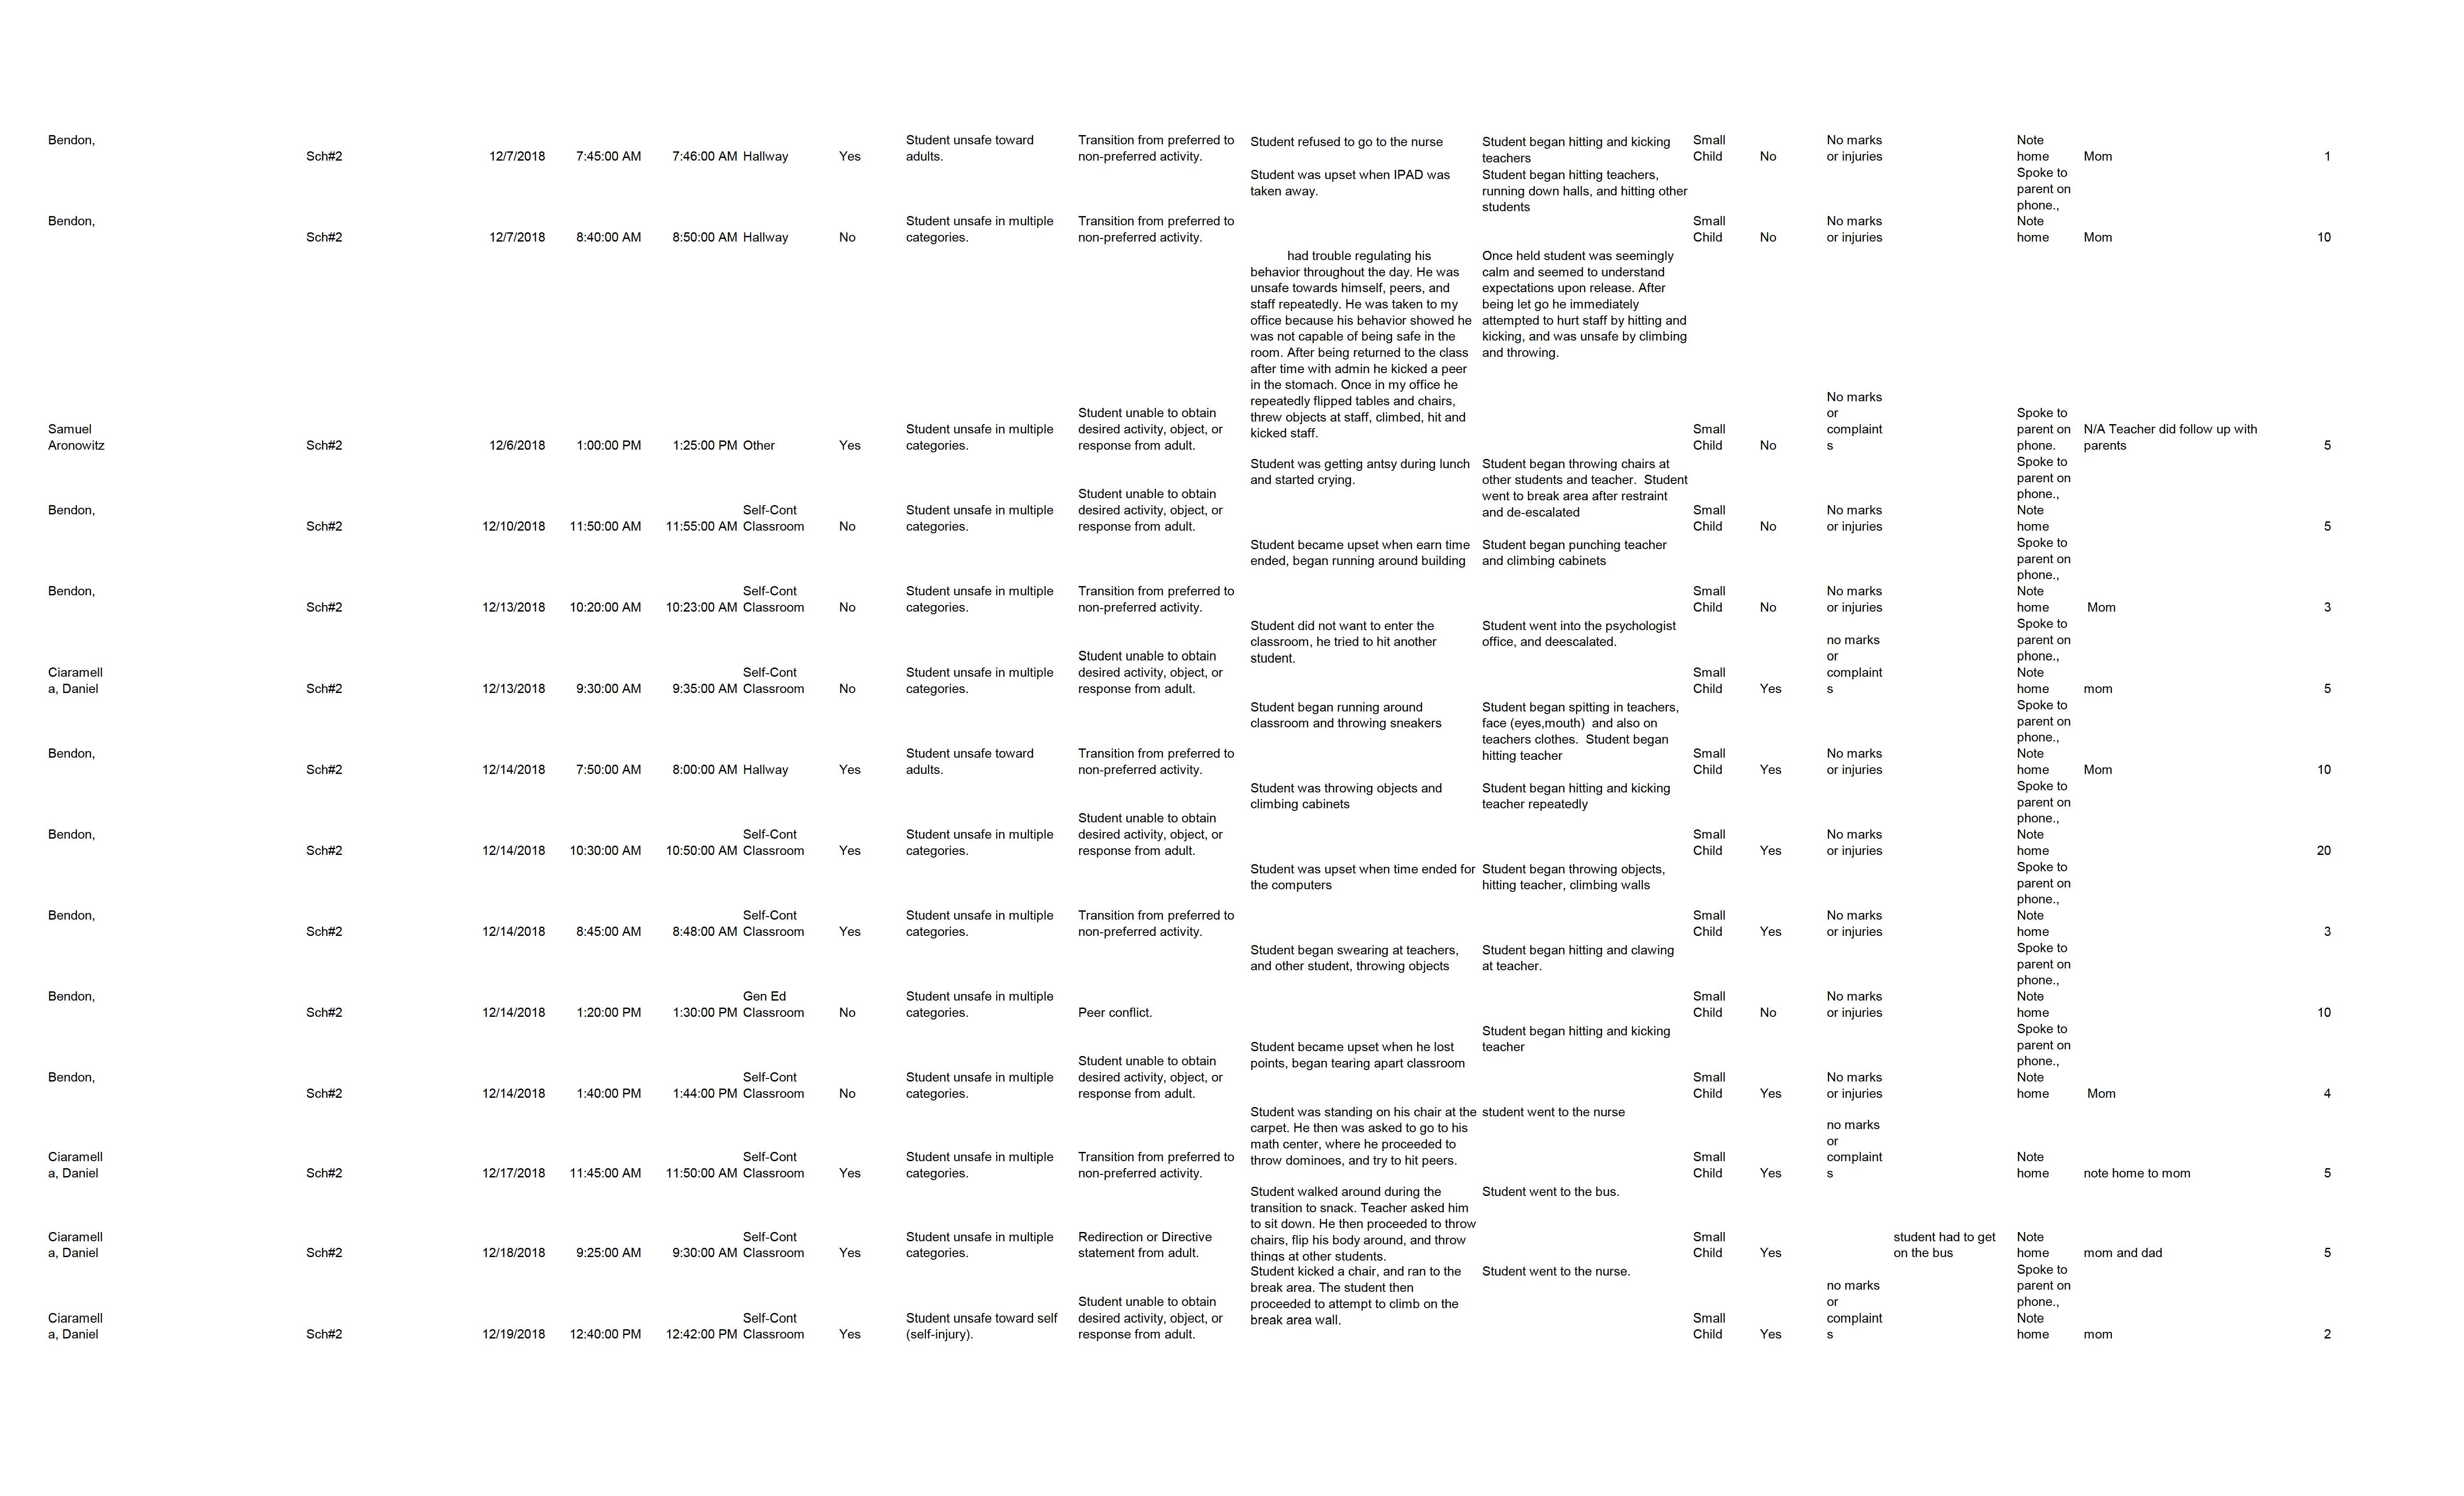 Bendon,
Sch#2 12/7/2018 7:45:00 AM 7:46:00 AM Hallway Yes
Student unsafe toward
adults.
Transition from preferred to
non-preferred activity.
Student refused to go to the nurse
Student began hitting and kicking
teachers
Small
Child
No
No marks
or injuries
Note
home
Mom
1
Bendon,
Sch#2 12/7/2018 8:40:00 AM 8:50:00 AM Hallway No
Student unsafe in multiple
categories.
Transition from preferred to
non-preferred activity.
Student was upset when IPAD was
taken away.
Student began hitting teachers,
running down halls, and hitting other
students
Small
Child
No
No marks
or injuries
Spoke to
parent on
phone.,
Note
home
Mom
10
Samuel
Aronowitz
Sch#2 12/6/2018 1:00:00 PM 1:25:00 PM Other Yes
Student unsafe in multiple
categories.
Student unable to obtain
desired activity, object, or
response from adult.
had trouble regulating his
behavior throughout the day. He was
unsafe towards himself, peers, and
staff repeatedly. He was taken to my
office because his behavior showed he
was not capable of being safe in the
room. After being returned to the class
after time with admin he kicked a peer
in the stomach. Once in my office he
repeatedly flipped tables and chairs,
threw objects at staff, climbed, hit and
kicked staff.
Once held student was seemingly
calm and seemed to understand
expectations upon release. After
being let go he immediately
attempted to hurt staff by hitting and
kicking, and was unsafe by climbing
and throwing.
Small
Child
No
No marks
or
complaint
s
Spoke to
parent on
phone.
N/A Teacher did follow up with
parents
5
Bendon,
Sch#2 12/10/2018 11:50:00 AM 11:55:00 AM
Self-Cont
Classroom
No
Student unsafe in multiple
categories.
Student unable to obtain
desired activity, object, or
response from adult.
Student was getting antsy during lunch
and started crying.
Student began throwing chairs at
other students and teacher.  Student
went to break area after restraint
and de-escalated
Small
Child
No
No marks
or injuries
Spoke to
parent on
phone.,
Note
home
5
Bendon,
Sch#2 12/13/2018 10:20:00 AM 10:23:00 AM
Self-Cont
Classroom
No
Student unsafe in multiple
categories.
Transition from preferred to
non-preferred activity.
Student became upset when earn time
ended, began running around building
Student began punching teacher
and climbing cabinets
Small
Child
No
No marks
or injuries
Spoke to
parent on
phone.,
Note
home
Mom
3
Ciaramell
a, Daniel
Sch#2 12/13/2018 9:30:00 AM 9:35:00 AM
Self-Cont
Classroom
No
Student unsafe in multiple
categories.
Student unable to obtain
desired activity, object, or
response from adult.
Student did not want to enter the
classroom, he tried to hit another
student.
Student went into the psychologist
office, and deescalated.
Small
Child
Yes
no marks
or
complaint
s
Spoke to
parent on
phone.,
Note
home
mom
5
Bendon,
Sch#2 12/14/2018 7:50:00 AM 8:00:00 AM Hallway Yes
Student unsafe toward
adults.
Transition from preferred to
non-preferred activity.
Student began running around
classroom and throwing sneakers
Student began spitting in teachers,
face (eyes,mouth)  and also on
teachers clothes.  Student began
hitting teacher
Small
Child
Yes
No marks
or injuries
Spoke to
parent on
phone.,
Note
home
Mom
10
Bendon,
Sch#2 12/14/2018 10:30:00 AM 10:50:00 AM
Self-Cont
Classroom
Yes
Student unsafe in multiple
categories.
Student unable to obtain
desired activity, object, or
response from adult.
Student was throwing objects and
climbing cabinets
Student began hitting and kicking
teacher repeatedly
Small
Child
Yes
No marks
or injuries
Spoke to
parent on
phone.,
Note
home
20
Bendon,
Sch#2 12/14/2018 8:45:00 AM 8:48:00 AM
Self-Cont
Classroom
Yes
Student unsafe in multiple
categories.
Transition from preferred to
non-preferred activity.
Student was upset when time ended for
the computers
Student began throwing objects,
hitting teacher, climbing walls
Small
Child
Yes
No marks
or injuries
Spoke to
parent on
phone.,
Note
home
3
Bendon,
Sch#2 12/14/2018 1:20:00 PM 1:30:00 PM
Gen Ed
Classroom
No
Student unsafe in multiple
categories.
Peer conflict.
Student began swearing at teachers,
and other student, throwing objects
Student began hitting and clawing
at teacher.
Small
Child
No
No marks
or injuries
Spoke to
parent on
phone.,
Note
home
10
Bendon,
Sch#2 12/14/2018 1:40:00 PM 1:44:00 PM
Self-Cont
Classroom
No
Student unsafe in multiple
categories.
Student unable to obtain
desired activity, object, or
response from adult.
Student became upset when he lost
points, began tearing apart classroom
Student began hitting and kicking
teacher
Small
Child
Yes
No marks
or injuries
Spoke to
parent on
phone.,
Note
home
Mom
4
Ciaramell
a, Daniel
Sch#2 12/17/2018 11:45:00 AM 11:50:00 AM
Self-Cont
Classroom
Yes
Student unsafe in multiple
categories.
Transition from preferred to
non-preferred activity.
Student was standing on his chair at the
carpet. He then was asked to go to his
math center, where he proceeded to
throw dominoes, and try to hit peers.
student went to the nurse
Small
Child
Yes
no marks
or
complaint
s
Note
home
note home to mom
5
Ciaramell
a, Daniel
Sch#2 12/18/2018 9:25:00 AM 9:30:00 AM
Self-Cont
Classroom
Yes
Student unsafe in multiple
categories.
Redirection or Directive
statement from adult.
Student walked around during the
transition to snack. Teacher asked him
to sit down. He then proceeded to throw
chairs, flip his body around, and throw
things at other students.
Student went to the bus.
Small
Child
Yes
student had to get
on the bus
Note
home
mom and dad
5
Ciaramell
a, Daniel
Sch#2 12/19/2018 12:40:00 PM 12:42:00 PM
Self-Cont
Classroom
Yes
Student unsafe toward self
(self-injury).
Student unable to obtain
desired activity, object, or
response from adult.
Student kicked a chair, and ran to the
break area. The student then
proceeded to attempt to climb on the
break area wall.
Student went to the nurse.
Small
Child
Yes
no marks
or
complaint
s
Spoke to
parent on
phone.,
Note
home
mom
2